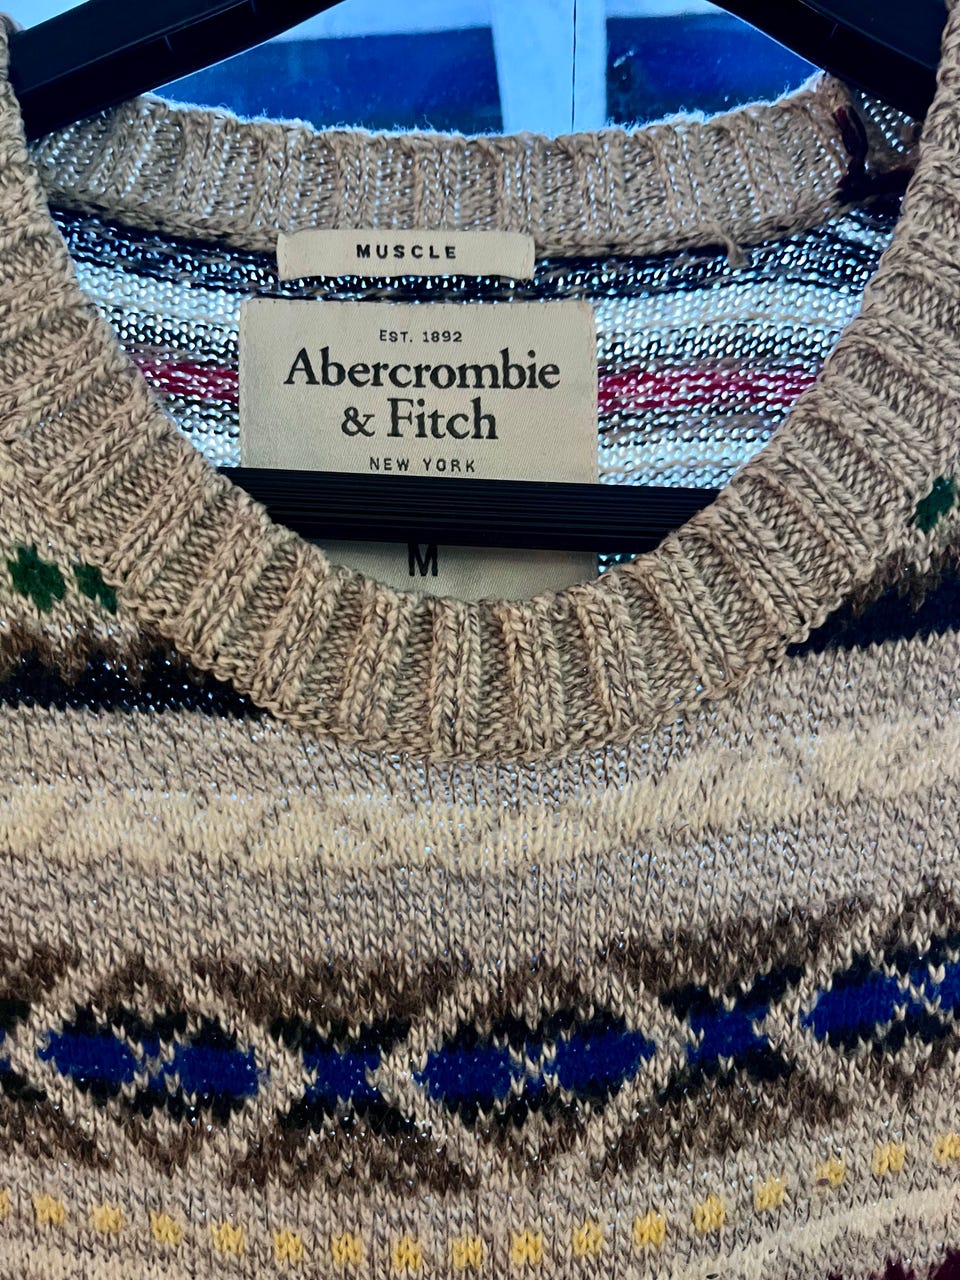 MUSCLE
EST. 1892
Abercrombie
& Fitch
NEW YORK
M